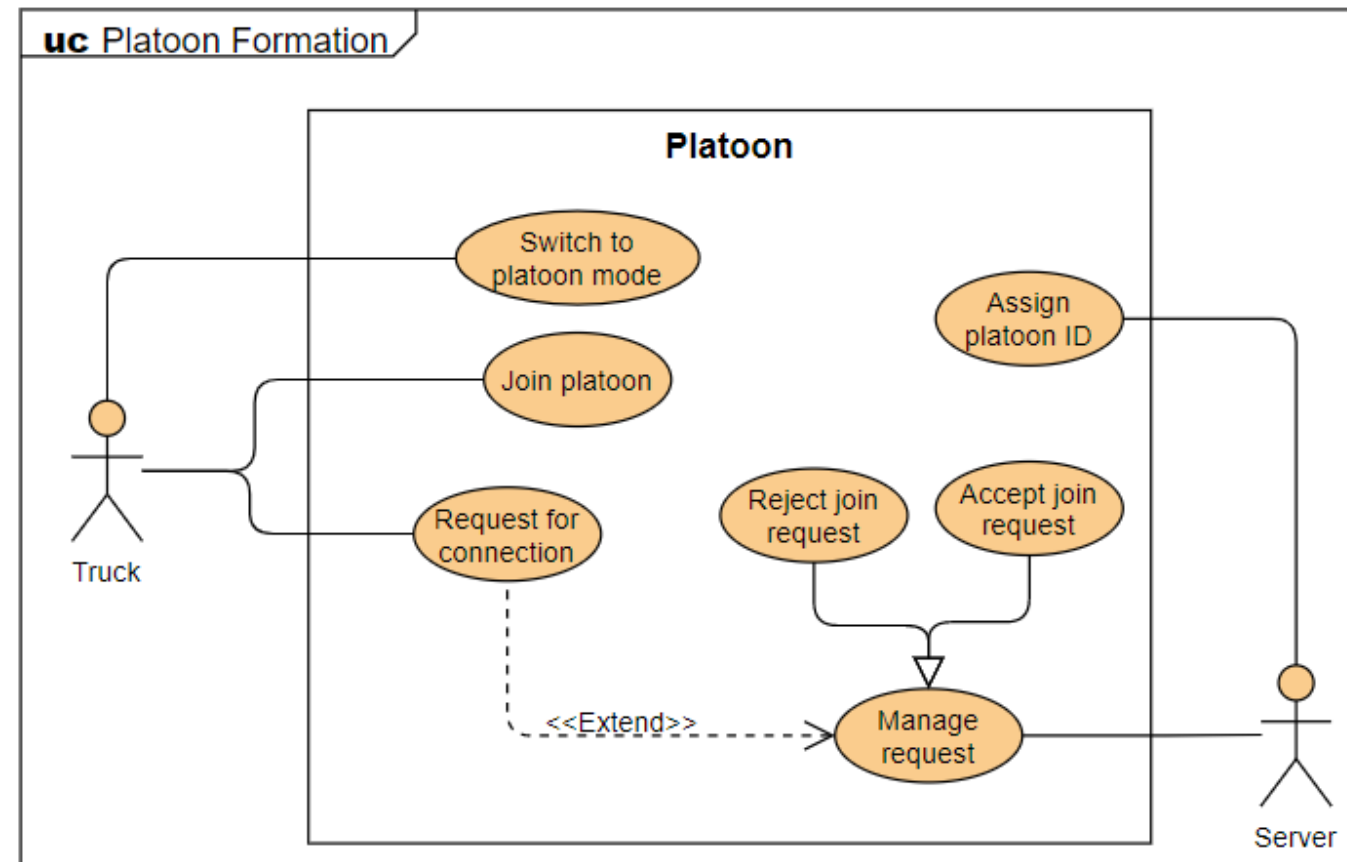 uc Platoon Formation
Platoon
Switch to
platoon mode
Assign
platoon ID
Join platoon
Reject join
request
Accept join
request
Request for
connection
Truck
<<Extend>>
Manage
request
Server